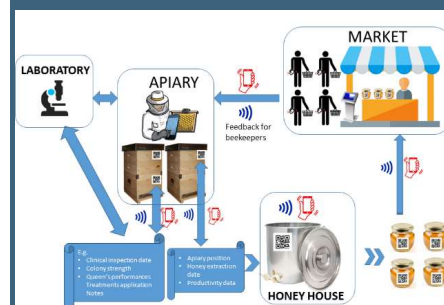 MARKET
LABORATORY
APIARY
Feedback for
beekeepers
E.g.
• Clinical inspection data
• Colony strength
• Queen's performances
Treatments application
Notes
• Apiary position
• Honey extraction
date
• Productivity data
HONEY HOUSE